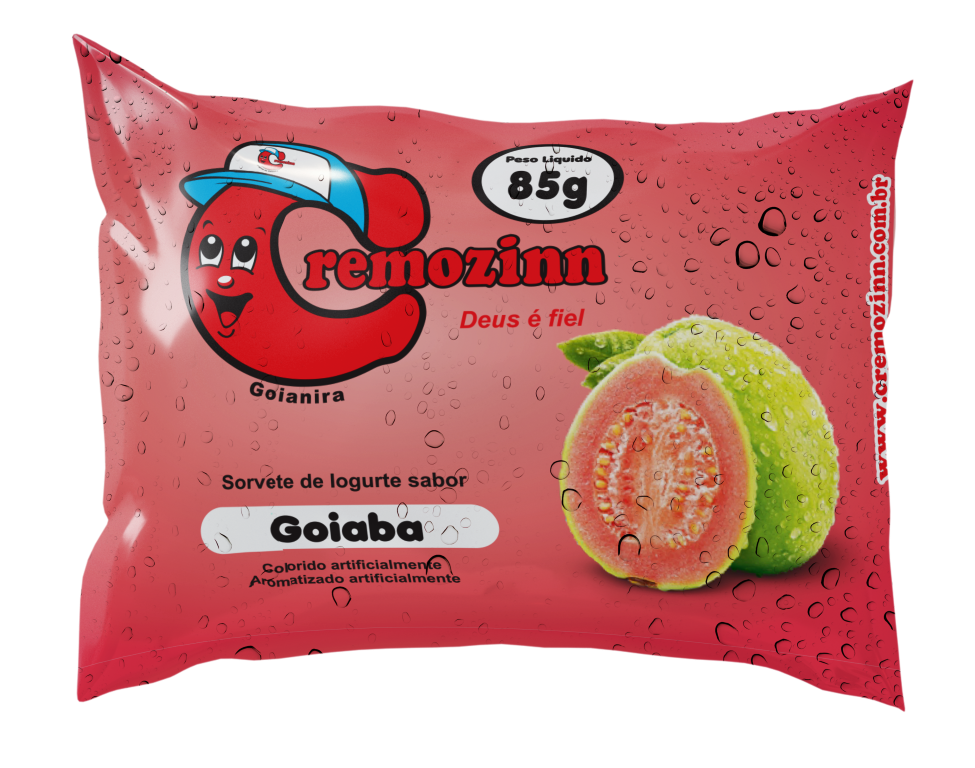 Peso Liquido
85g
Cremozinn
Deus é fiel
Goianira
www.cremozinn.com.br
Sorvete de Iogurte sabor
Goiaba
Colorido artificialmente
Aromatizado artificialmente